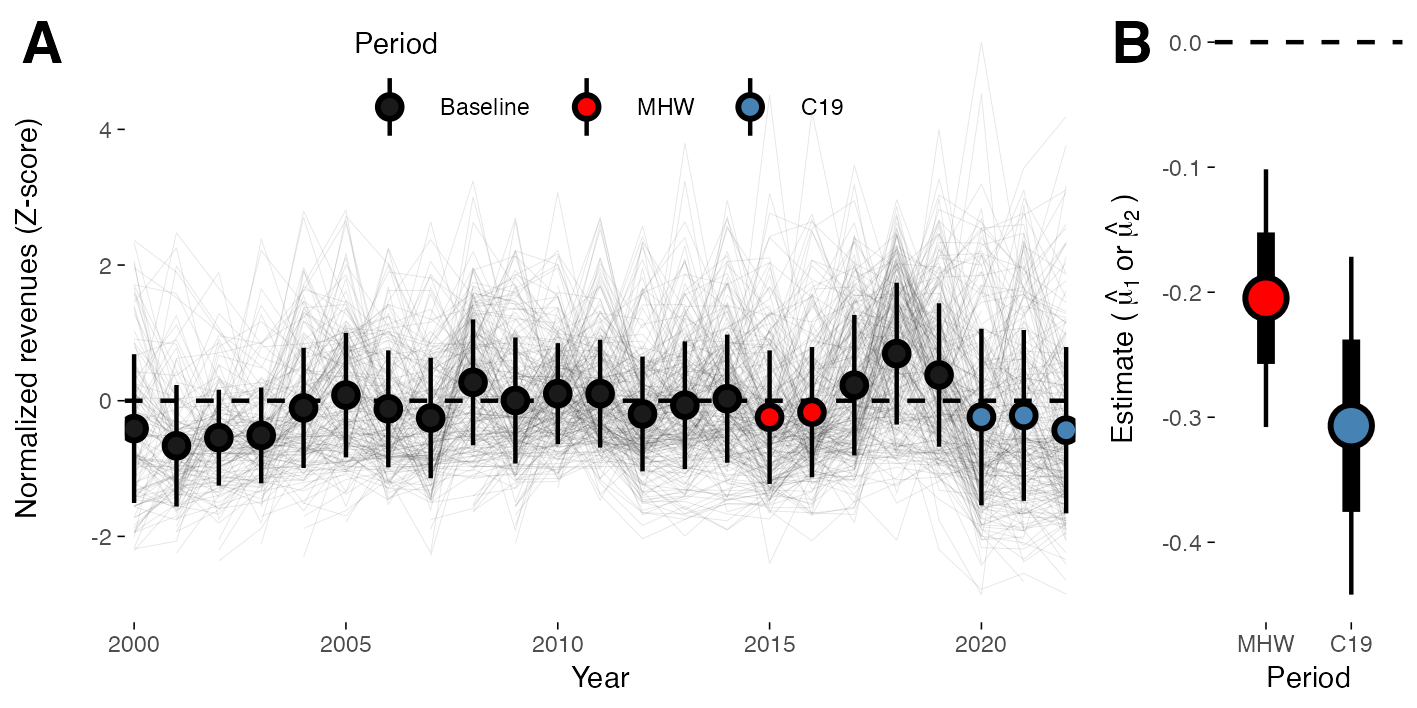 A
Period
Baseline
MHW
C19
Normalized revenues (Z-score)
4
2
0
-2
2000
2005
2010
2015
2020
Year
B
0.0
-0.1
-0.2
-0.3
-0.4
Estimate ( μ̂₁ or μ̂₂ )
MHW
C19
Period